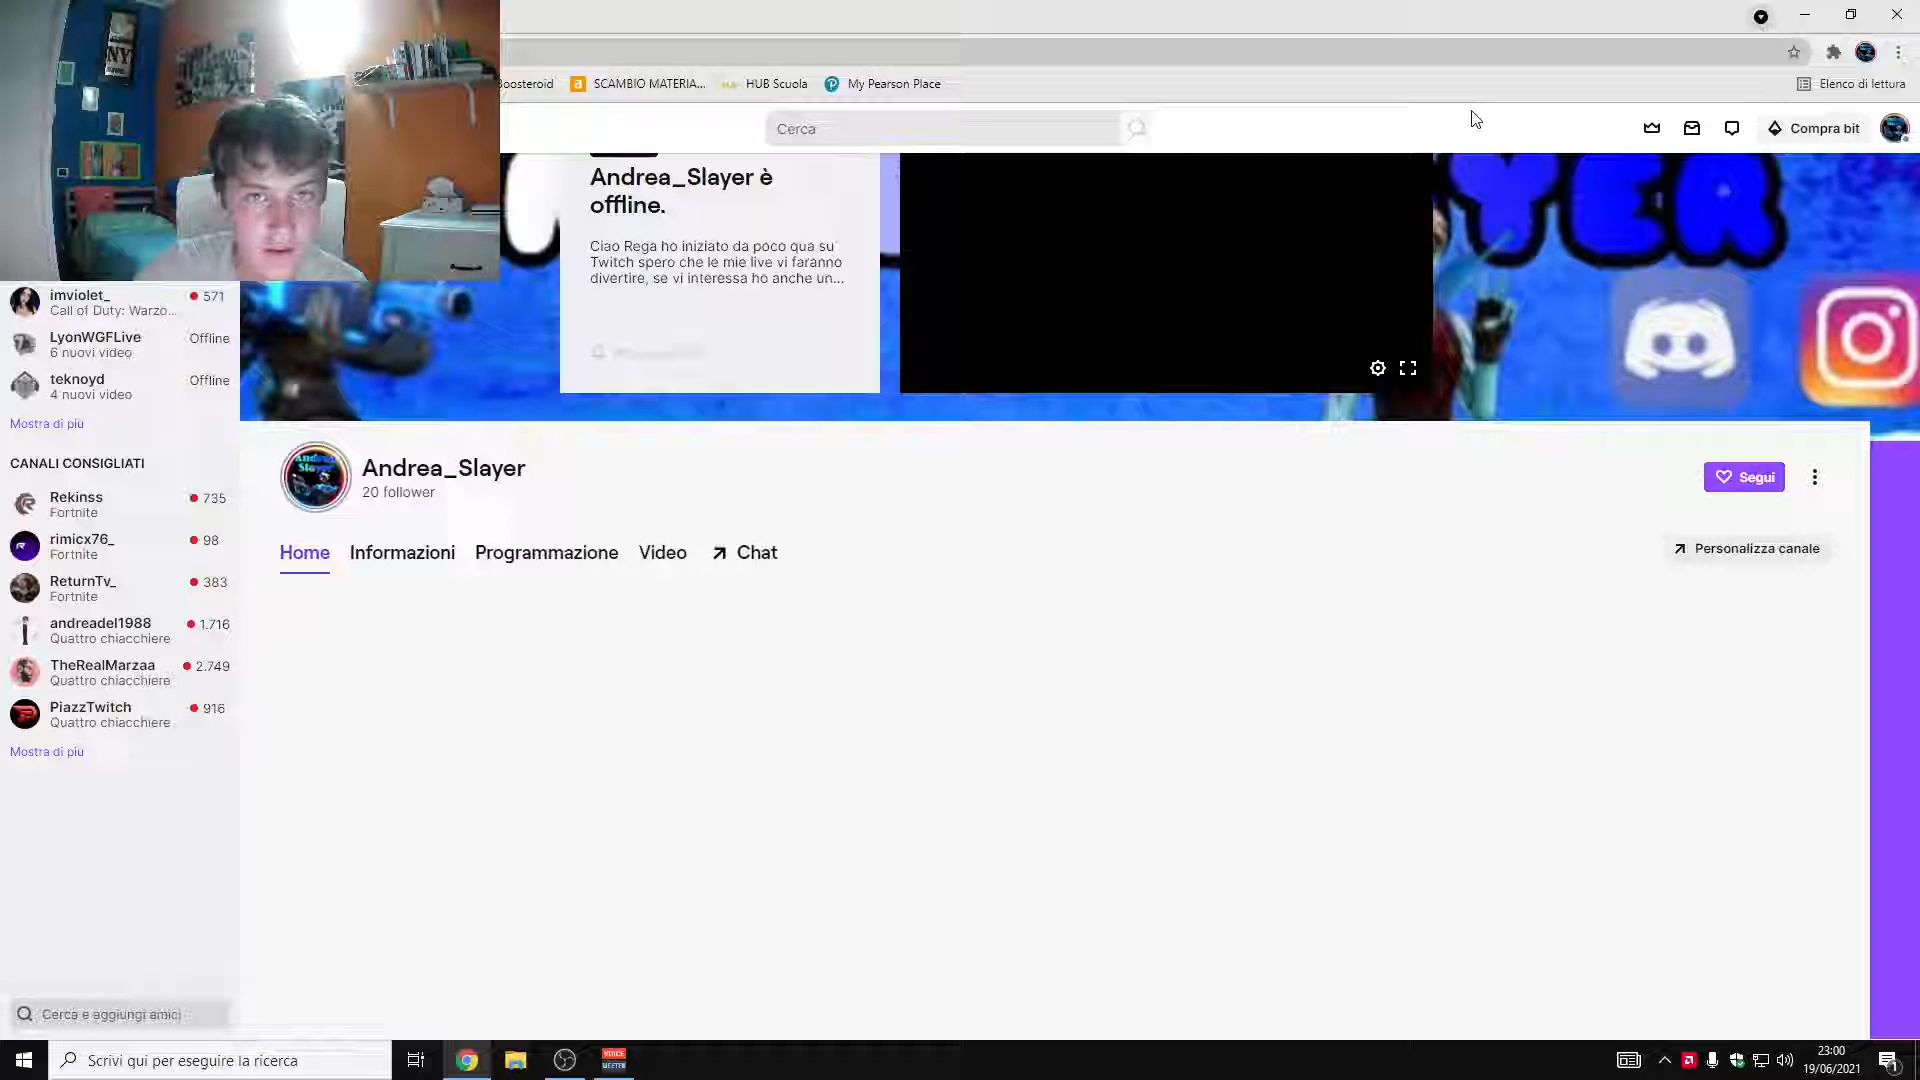 NY
SCAMBIO MATERIA...
HUB Scuola
My Pearson Place
Elenco di lettura
Cerca
Compra bit
Andrea_Slayer è
offline.
Ciao Rega ho iniziato da poco qua su
Twitch spero che le mie live vi faranno
divertire, se vi interessa ho anche un...
YER
imviolet_
571
Call of Duty: Warzo...
LyonWGFLive
Offline
6 nuovi video
teknoyd
Offline
4 nuovi video
Mostra di più
CANALI CONSIGLIATI
Rekinss
735
Fortnite
rimicx76_
98
Fortnite
ReturnTv_
383
Fortnite
andreadel1988
1.716
Quattro chiacchiere
TheRealMarzaa
2.749
Quattro chiacchiere
PiazzTwitch
916
Quattro chiacchiere
Mostra di più
Cerca e aggiungi amici
Andrea_Slayer
20 follower
Segui
Home
Informazioni
Programmazione
Video
Chat
Personalizza canale
Scrivi qui per eseguire la ricerca
VOICE
MEETER
23:00
19/06/2021
1